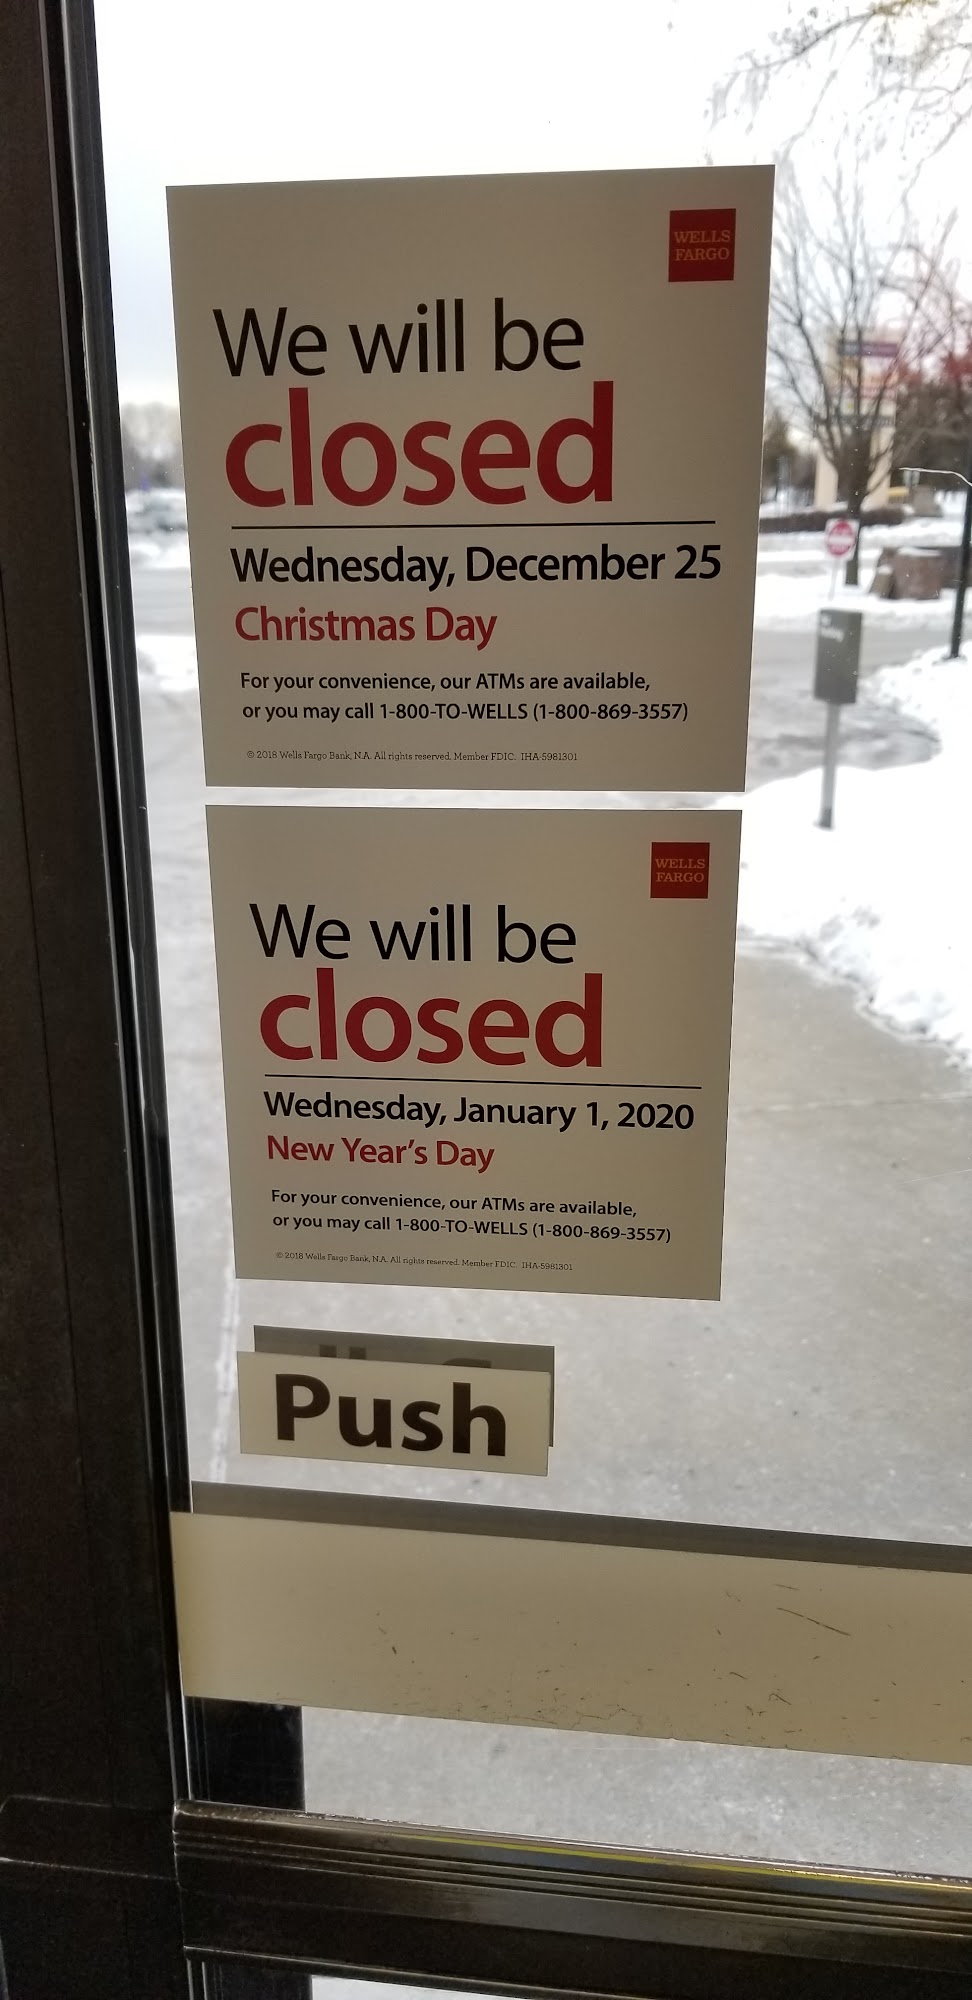 WELLS
FARGO
We will be
closed
Wednesday, December 25
Christmas Day
For your convenience, our ATMs are available,
or you may call 1-800-TO-WELLS (1-800-869-3557)
© 2018 Wells Fargo Bank, N.A. All rights reserved. Member FDIC. IHA-5981301
WELLS
FARGO
We will be
closed
Wednesday, January 1, 2020
New Year's Day
For your convenience, our ATMs are available,
or you may call 1-800-TO-WELLS (1-800-869-3557)
© 2018 Wells Fargo Bank, N.A. All rights reserved. Member FDIC. IHA-5981301
Push